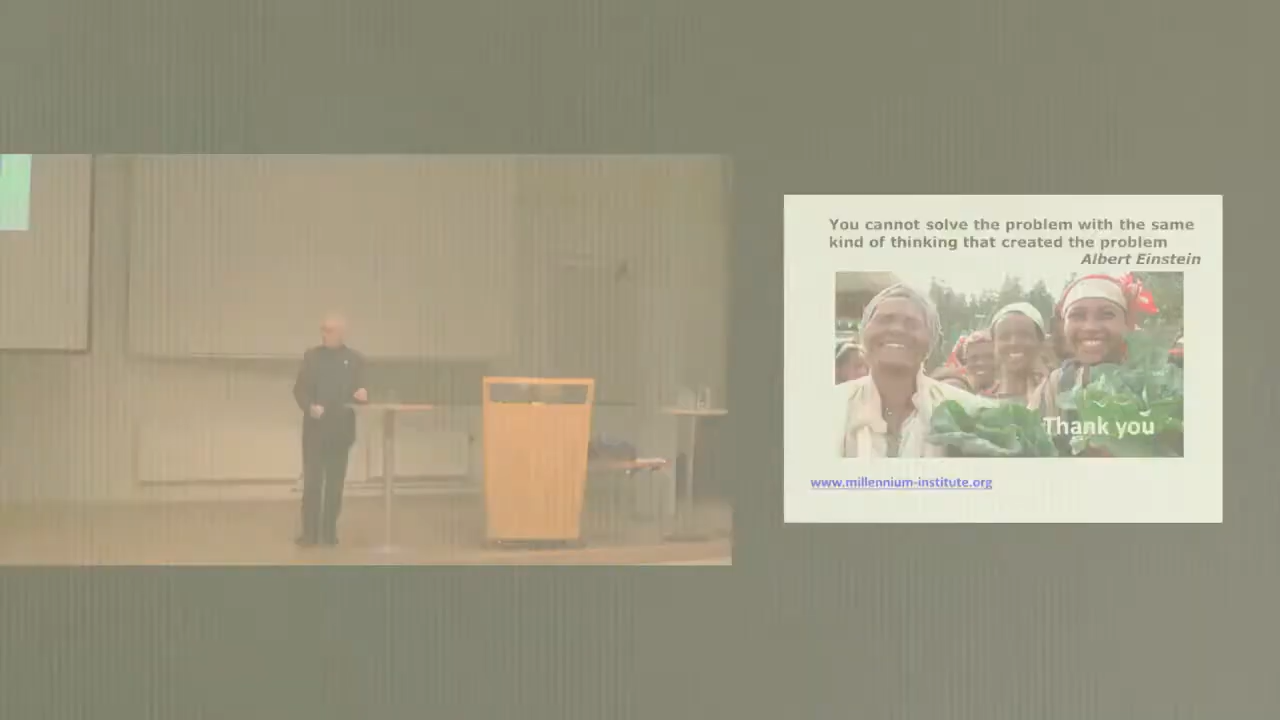 You cannot solve the problem with the same
kind of thinking that created the problem
Albert Einstein
Thank you
www.millennium-institute.org